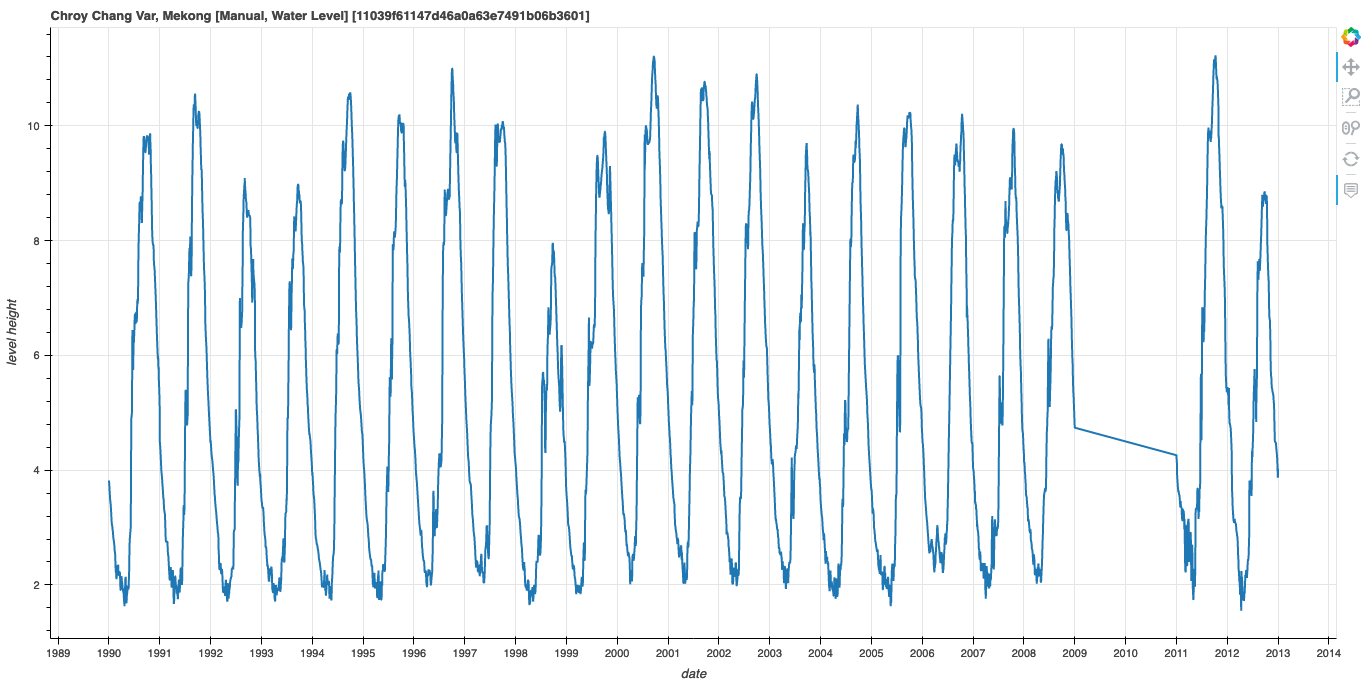 Chroy Chang Var, Mekong [Manual, Water Level] [11039f61147d46a0a63e7491b06b3601]
10
8
6
4
2
level height
1989 1990 1991 1992 1993 1994 1995 1996 1997 1998 1999 2000 2001 2002 2003 2004 2005 2006 2007 2008 2009 2010 2011 2012 2013 2014
date